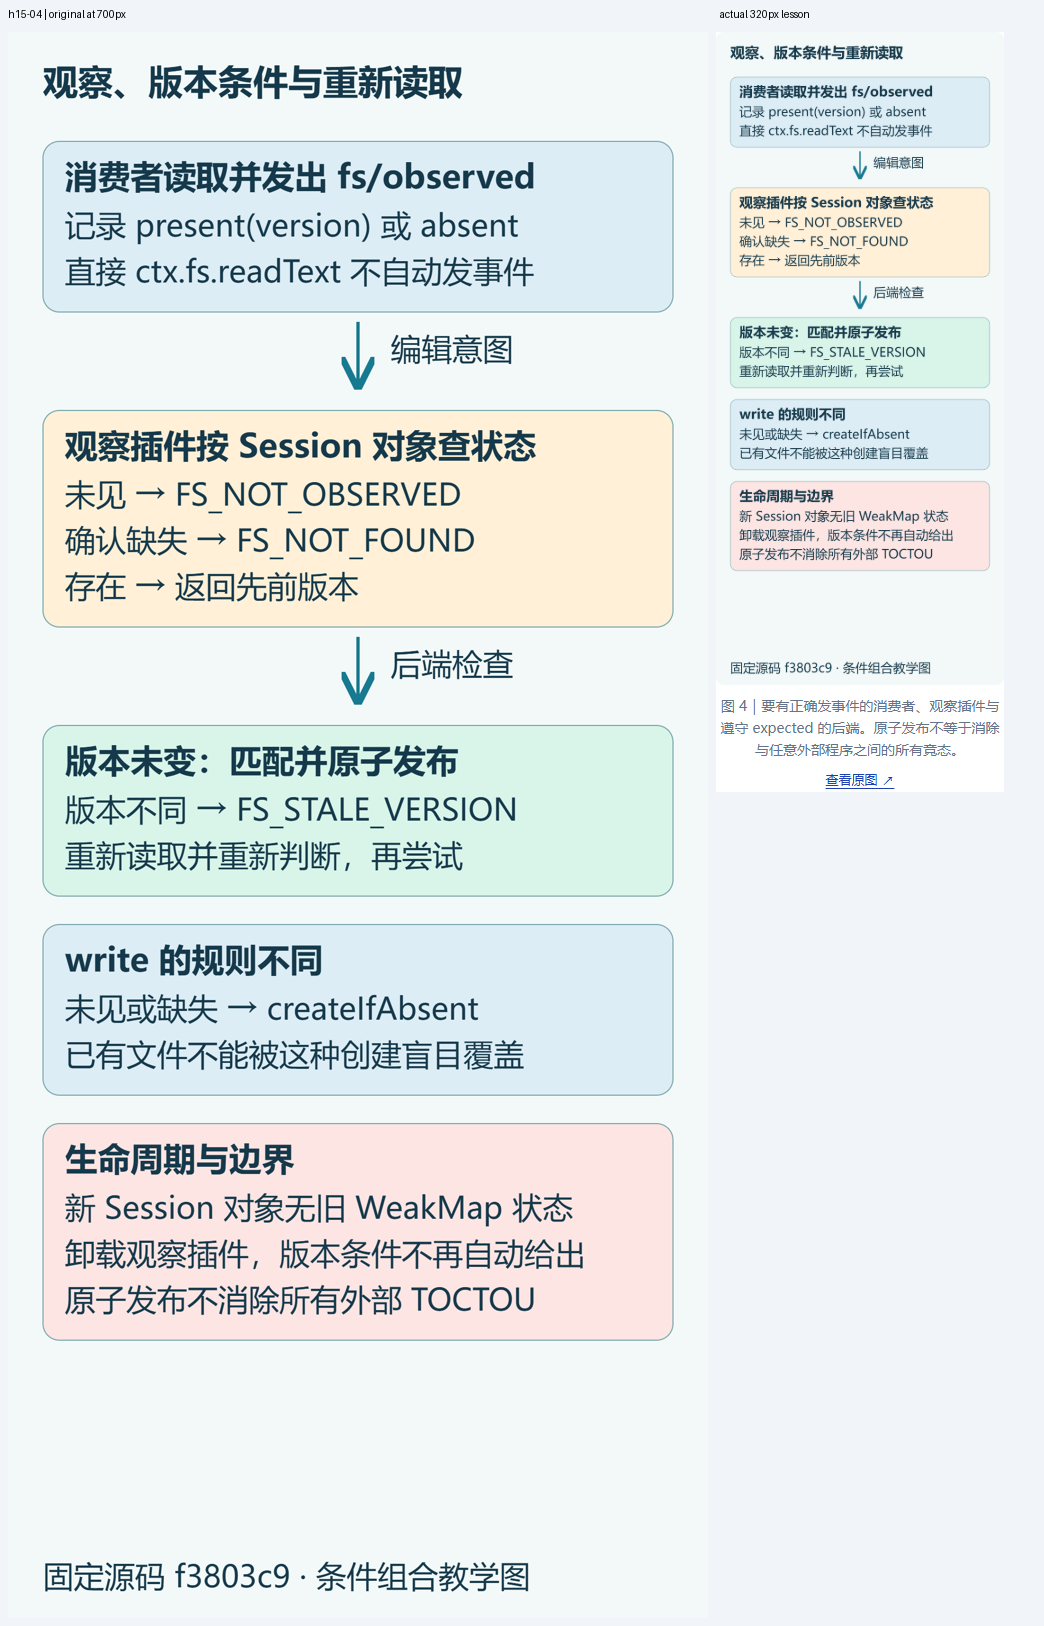 h15-04 | original at 700px
观察、版本条件与重新读取
消费者读取并发出 fs/observed
记录 present(version) 或 absent
直接 ctx.fs.readText 不自动发事件
编辑意图
观察插件按 Session 对象查状态
未见 → FS_NOT_OBSERVED
确认缺失 → FS_NOT_FOUND
存在 → 返回先前版本
后端检查
版本未变：匹配并原子发布
版本不同 → FS_STALE_VERSION
重新读取并重新判断，再尝试
write 的规则不同
未见或缺失 → createIfAbsent
已有文件不能被这种创建盲目覆盖
生命周期与边界
新 Session 对象无旧 WeakMap 状态
卸载观察插件，版本条件不再自动给出
原子发布不消除所有外部 TOCTOU
固定源码 f3803c9 · 条件组合教学图
actual 320px lesson
观察、版本条件与重新读取
消费者读取并发出 fs/observed
记录 present(version) 或 absent
直接 ctx.fs.readText 不自动发事件
编辑意图
观察插件按 Session 对象查状态
未见 → FS_NOT_OBSERVED
确认缺失 → FS_NOT_FOUND
存在 → 返回先前版本
后端检查
版本未变：匹配并原子发布
版本不同 → FS_STALE_VERSION
重新读取并重新判断，再尝试
write 的规则不同
未见或缺失 → createIfAbsent
已有文件不能被这种创建盲目覆盖
生命周期与边界
新 Session 对象无旧 WeakMap 状态
卸载观察插件，版本条件不再自动给出
原子发布不消除所有外部 TOCTOU
固定源码 f3803c9 · 条件组合教学图
图 4｜要有正确发事件的消费者、观察插件与
遵守 expected 的后端。原子发布不等于消除
与任意外部程序之间的所有竞态。
查看原图 ↗